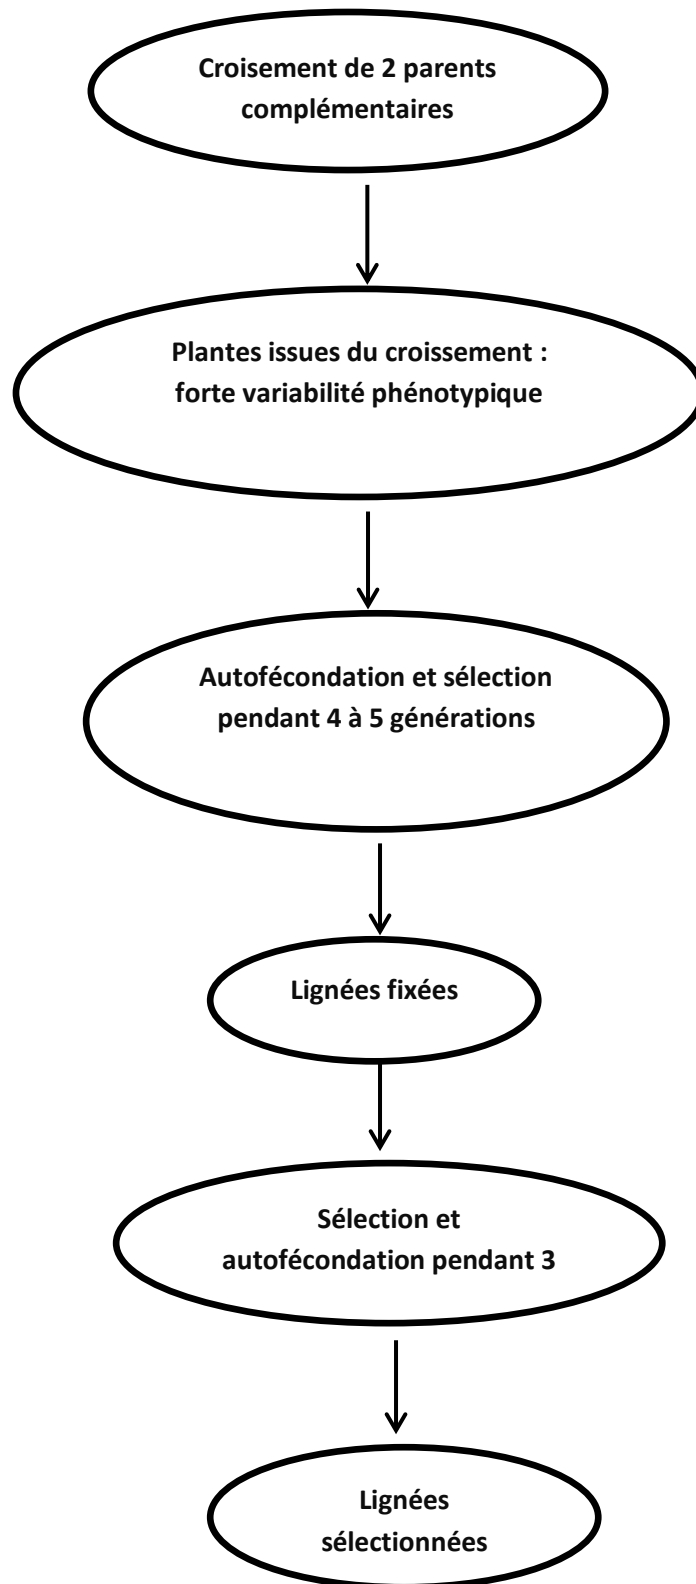 Croisement de 2 parents
complémentaires
Plantes issues du croissement :
forte variabilité phénotypique
Autofécondation et sélection
pendant 4 à 5 générations
Lignées fixées
Sélection et
autofécondation pendant 3
Lignées
sélectionnées